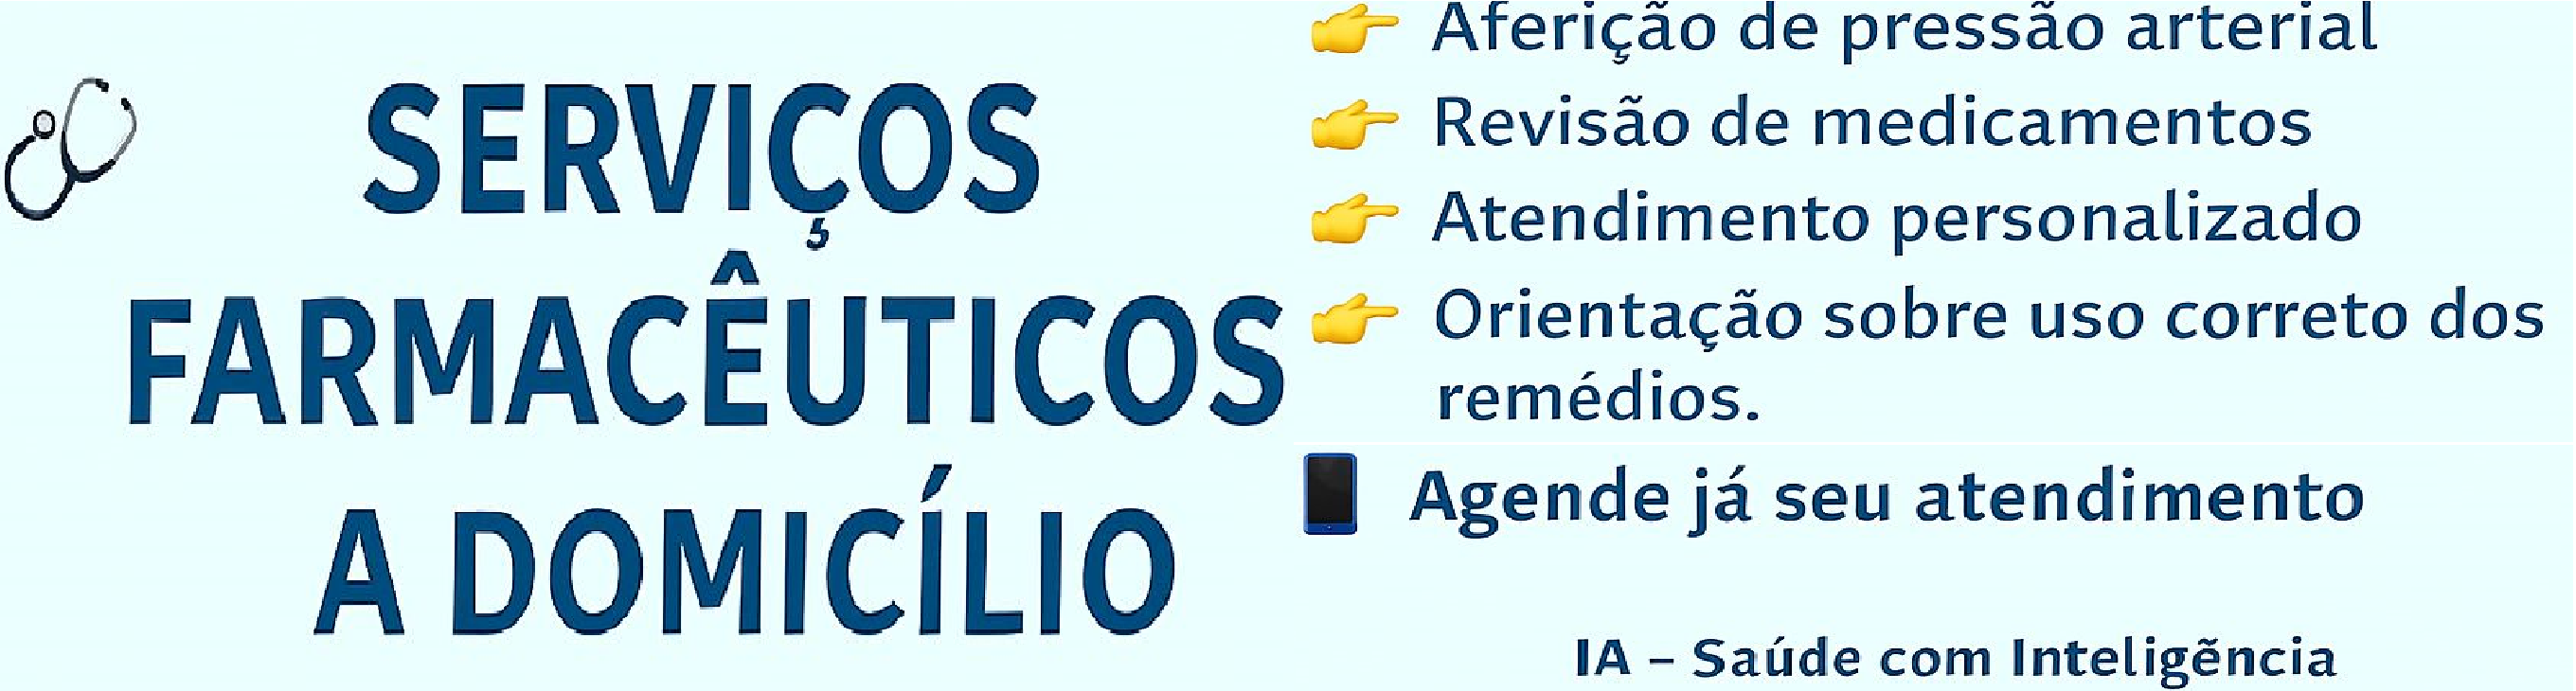 SERVIÇOS
FARMACÊUTICOS
A DOMICÍLIO
👉 Aferição de pressão arterial
👉 Revisão de medicamentos
👉 Atendimento personalizado
👉 Orientação sobre uso correto dos
remédios.
Agende já seu atendimento
IA – Saúde com Inteligẽncia